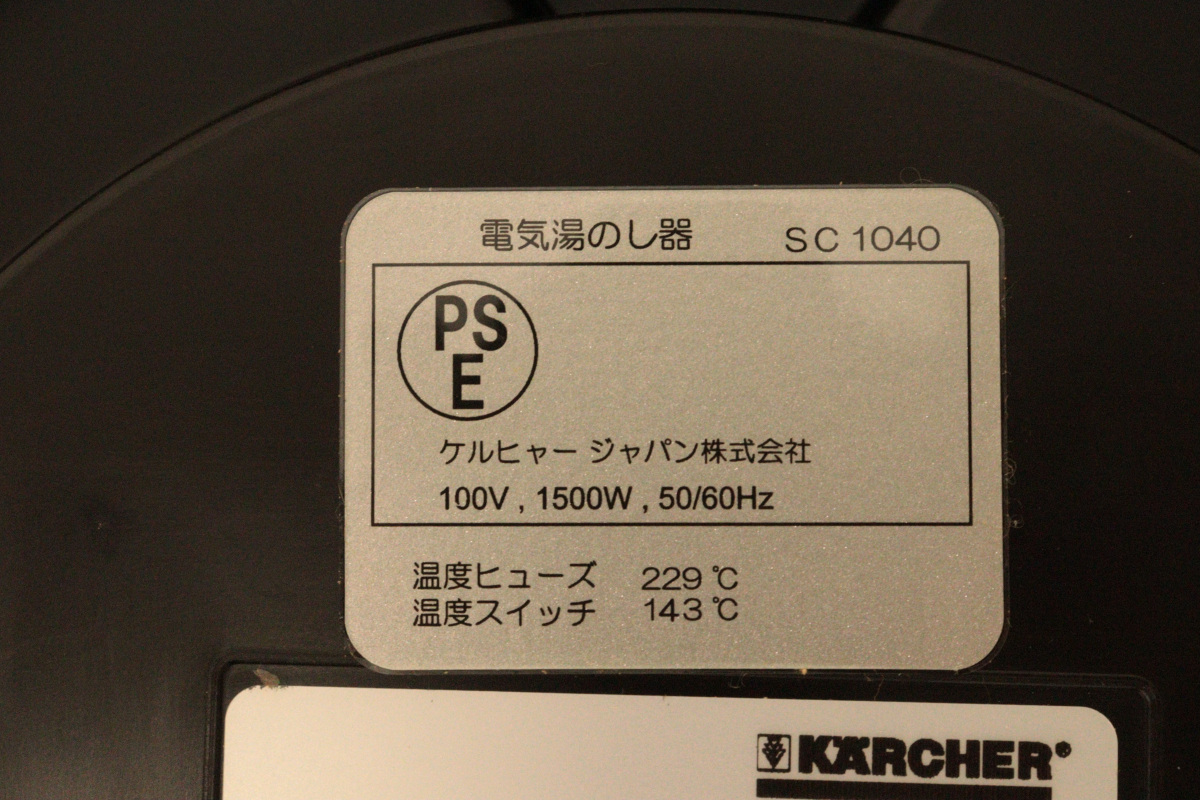 電気湯のし器 SC 1040
PS
E
ケルヒャー ジャパン株式会社
100V , 1500W , 50/60Hz
温度ヒューズ 229℃
温度スイッチ 143℃
KÄRCHER®